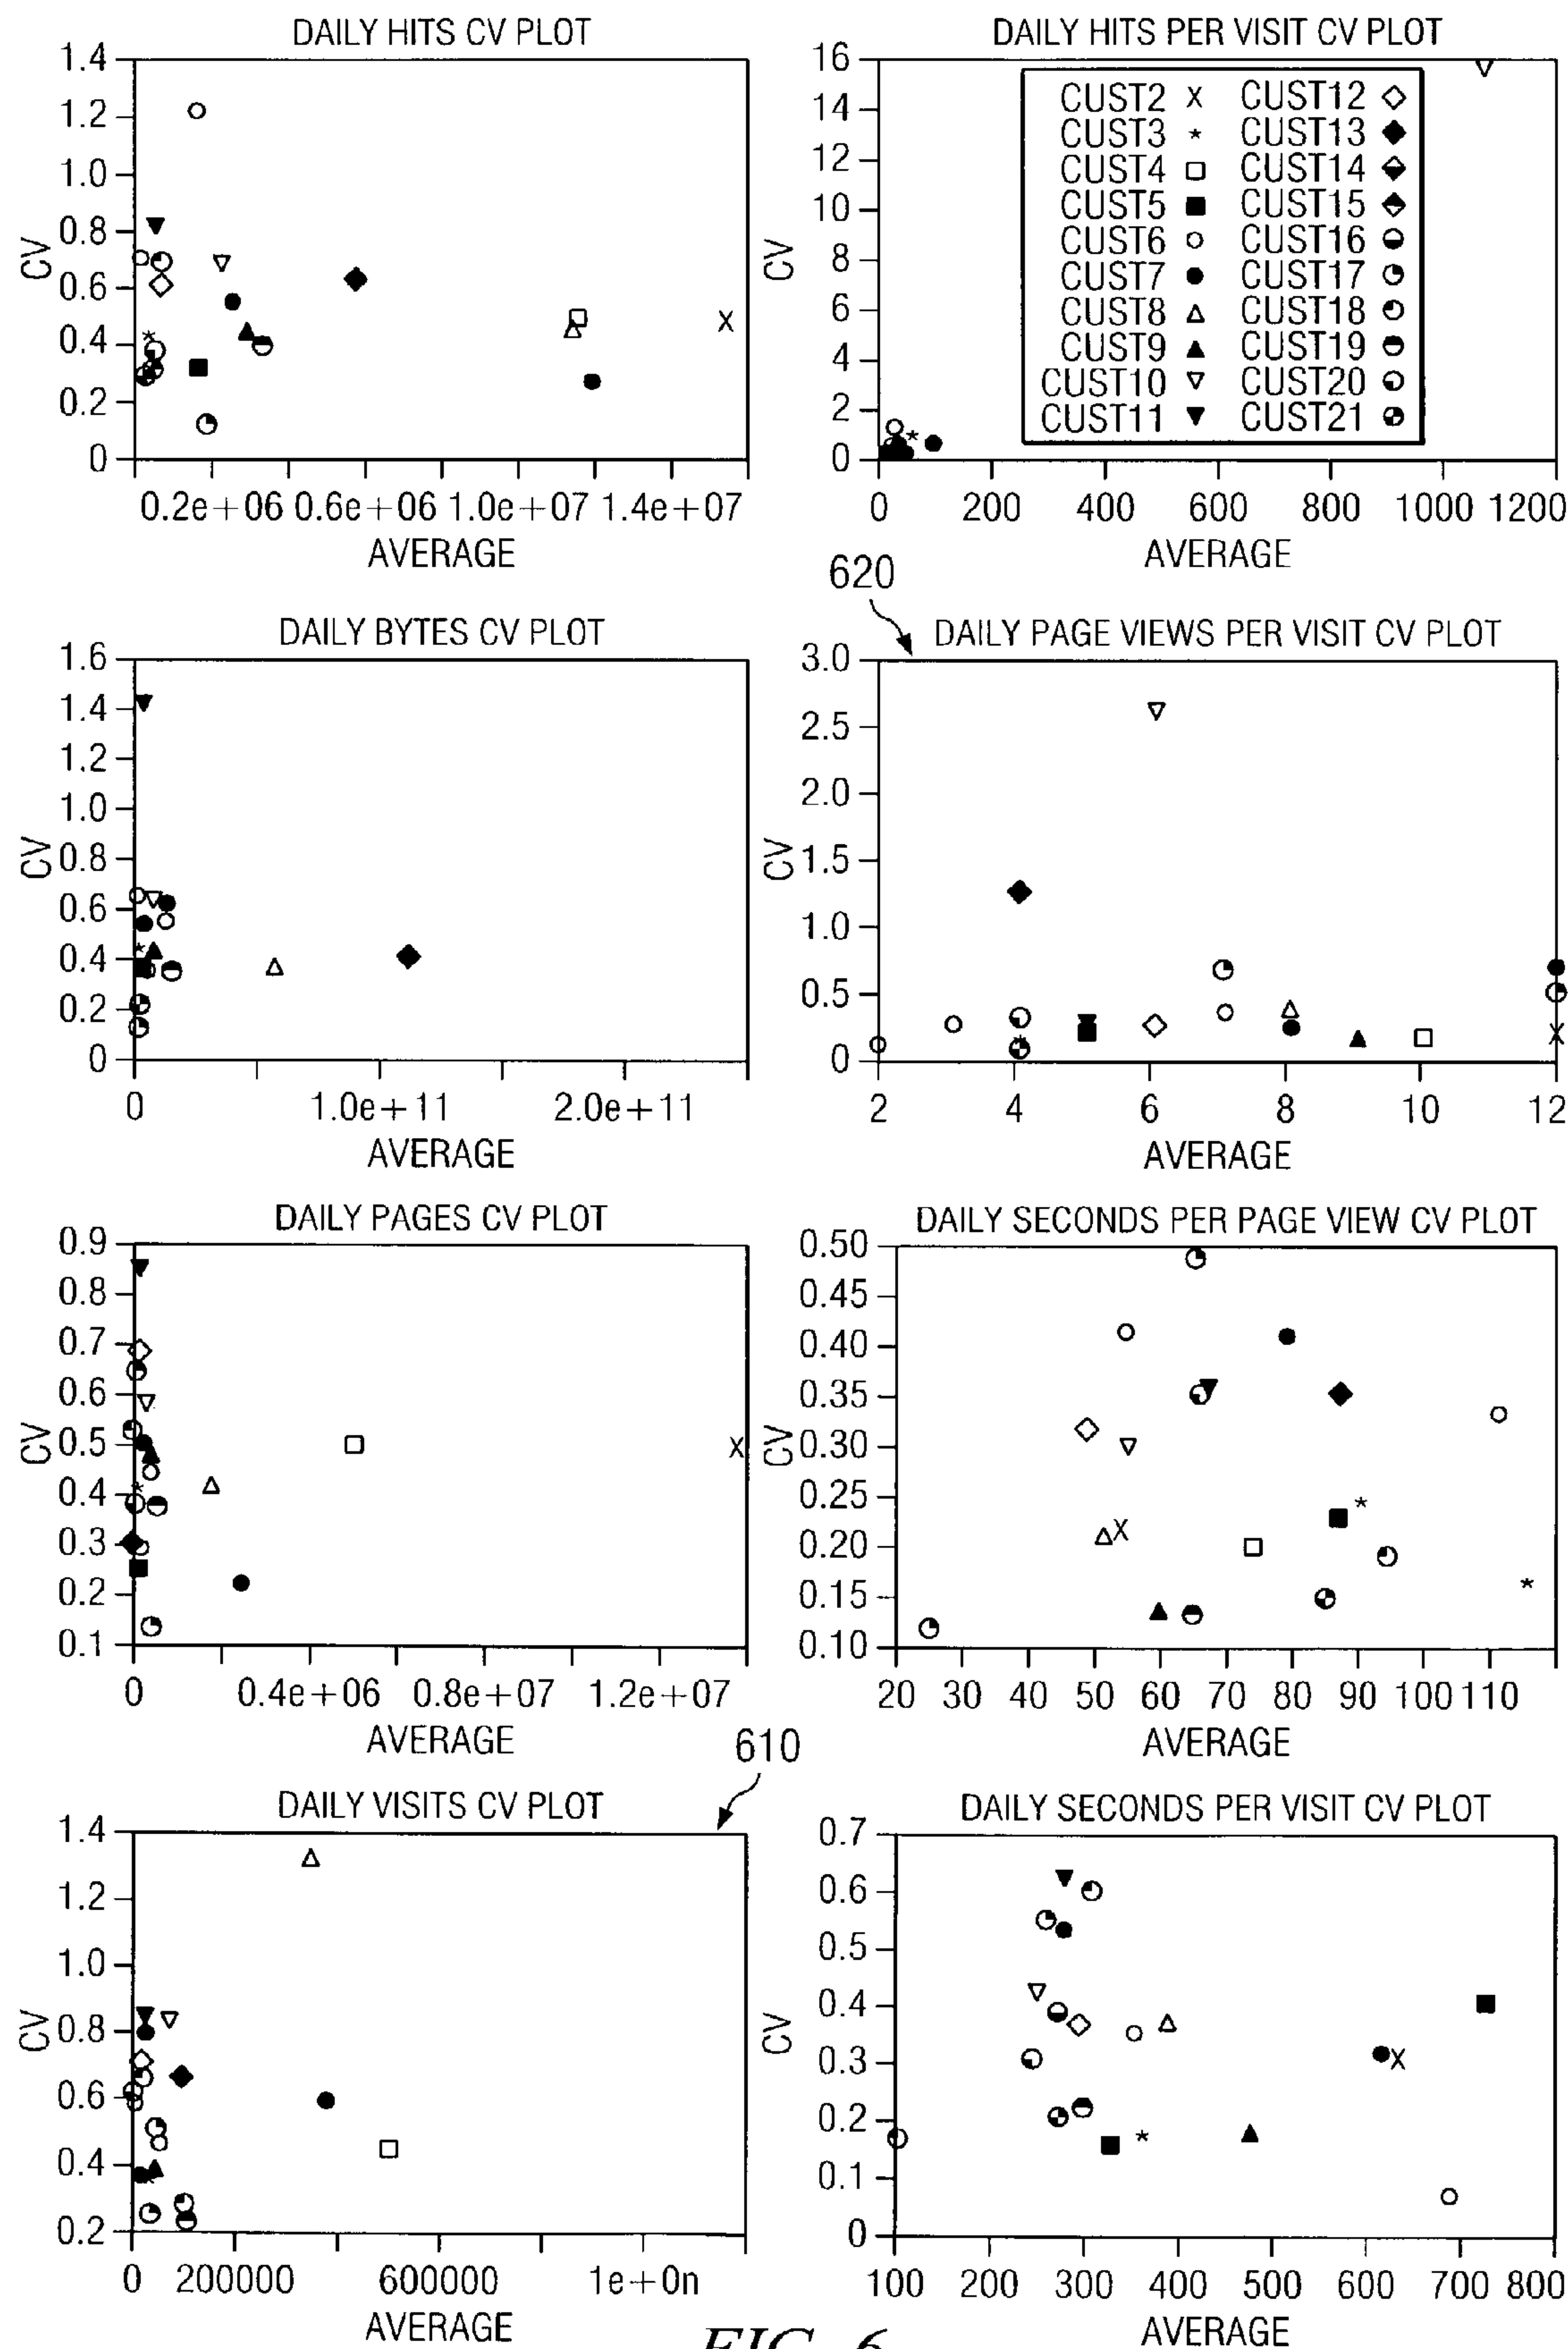 DAILY HITS CV PLOT
1.4
1.2
1.0
0.8
0.6
0.4
0.2
0
CV
0.2e+06 0.6e+06 1.0e+07 1.4e+07
AVERAGE
DAILY HITS PER VISIT CV PLOT
16
14
12
10
8
6
4
2
0
CV
CUST2 CUST12
CUST3 CUST13
CUST4 CUST14
CUST5 CUST15
CUST6 CUST16
CUST7 CUST17
CUST8 CUST18
CUST9 CUST19
CUST10 CUST20
CUST11 CUST21
0 200 400 600 800 1000 1200
AVERAGE
DAILY BYTES CV PLOT
1.6
1.4
1.2
1.0
0.8
0.6
0.4
0.2
0
CV
0 1.0e+11 2.0e+11
AVERAGE
620
DAILY PAGE VIEWS PER VISIT CV PLOT
3.0
2.5
2.0
1.5
1.0
0.5
0
CV
2 4 6 8 10 12
AVERAGE
DAILY PAGES CV PLOT
0.9
0.8
0.7
0.6
0.5
0.4
0.3
0.2
0.1
CV
0 0.4e+06 0.8e+07 1.2e+07
AVERAGE
DAILY SECONDS PER PAGE VIEW CV PLOT
0.50
0.45
0.40
0.35
0.30
0.25
0.20
0.15
0.10
CV
20 30 40 50 60 70 80 90 100 110
AVERAGE
610
DAILY VISITS CV PLOT
1.4
1.2
1.0
0.8
0.6
0.4
0.2
CV
0 200000 600000 1e+0n
AVERAGE
DAILY SECONDS PER VISIT CV PLOT
0.7
0.6
0.5
0.4
0.3
0.2
0.1
0
CV
100 200 300 400 500 600 700 800
AVERAGE
FIG. 6